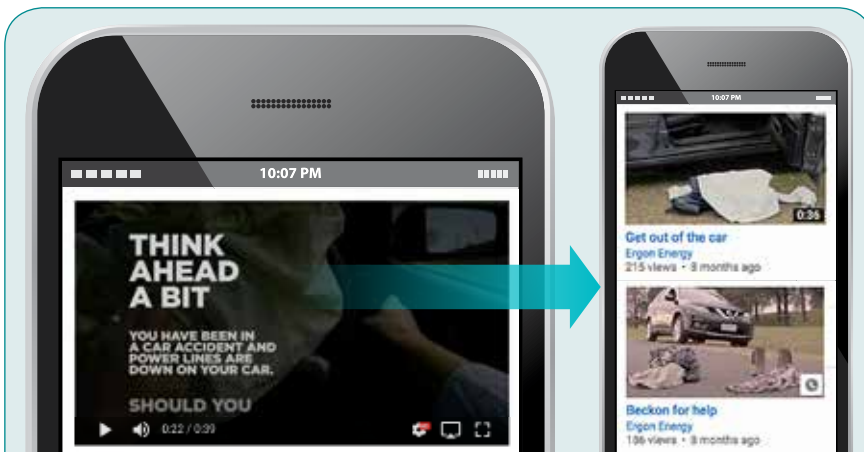 10:07 PM
THINK
AHEAD
A BIT
YOU HAVE BEEN IN
A CAR ACCIDENT AND
POWER LINES ARE
DOWN ON YOUR CAR.
SHOULD YOU
0:22 / 0:39
10:07 PM
0:36
Get out of the car
Ergon Energy
215 views • 8 months ago
Beckon for help
Ergon Energy
186 views • 8 months ago